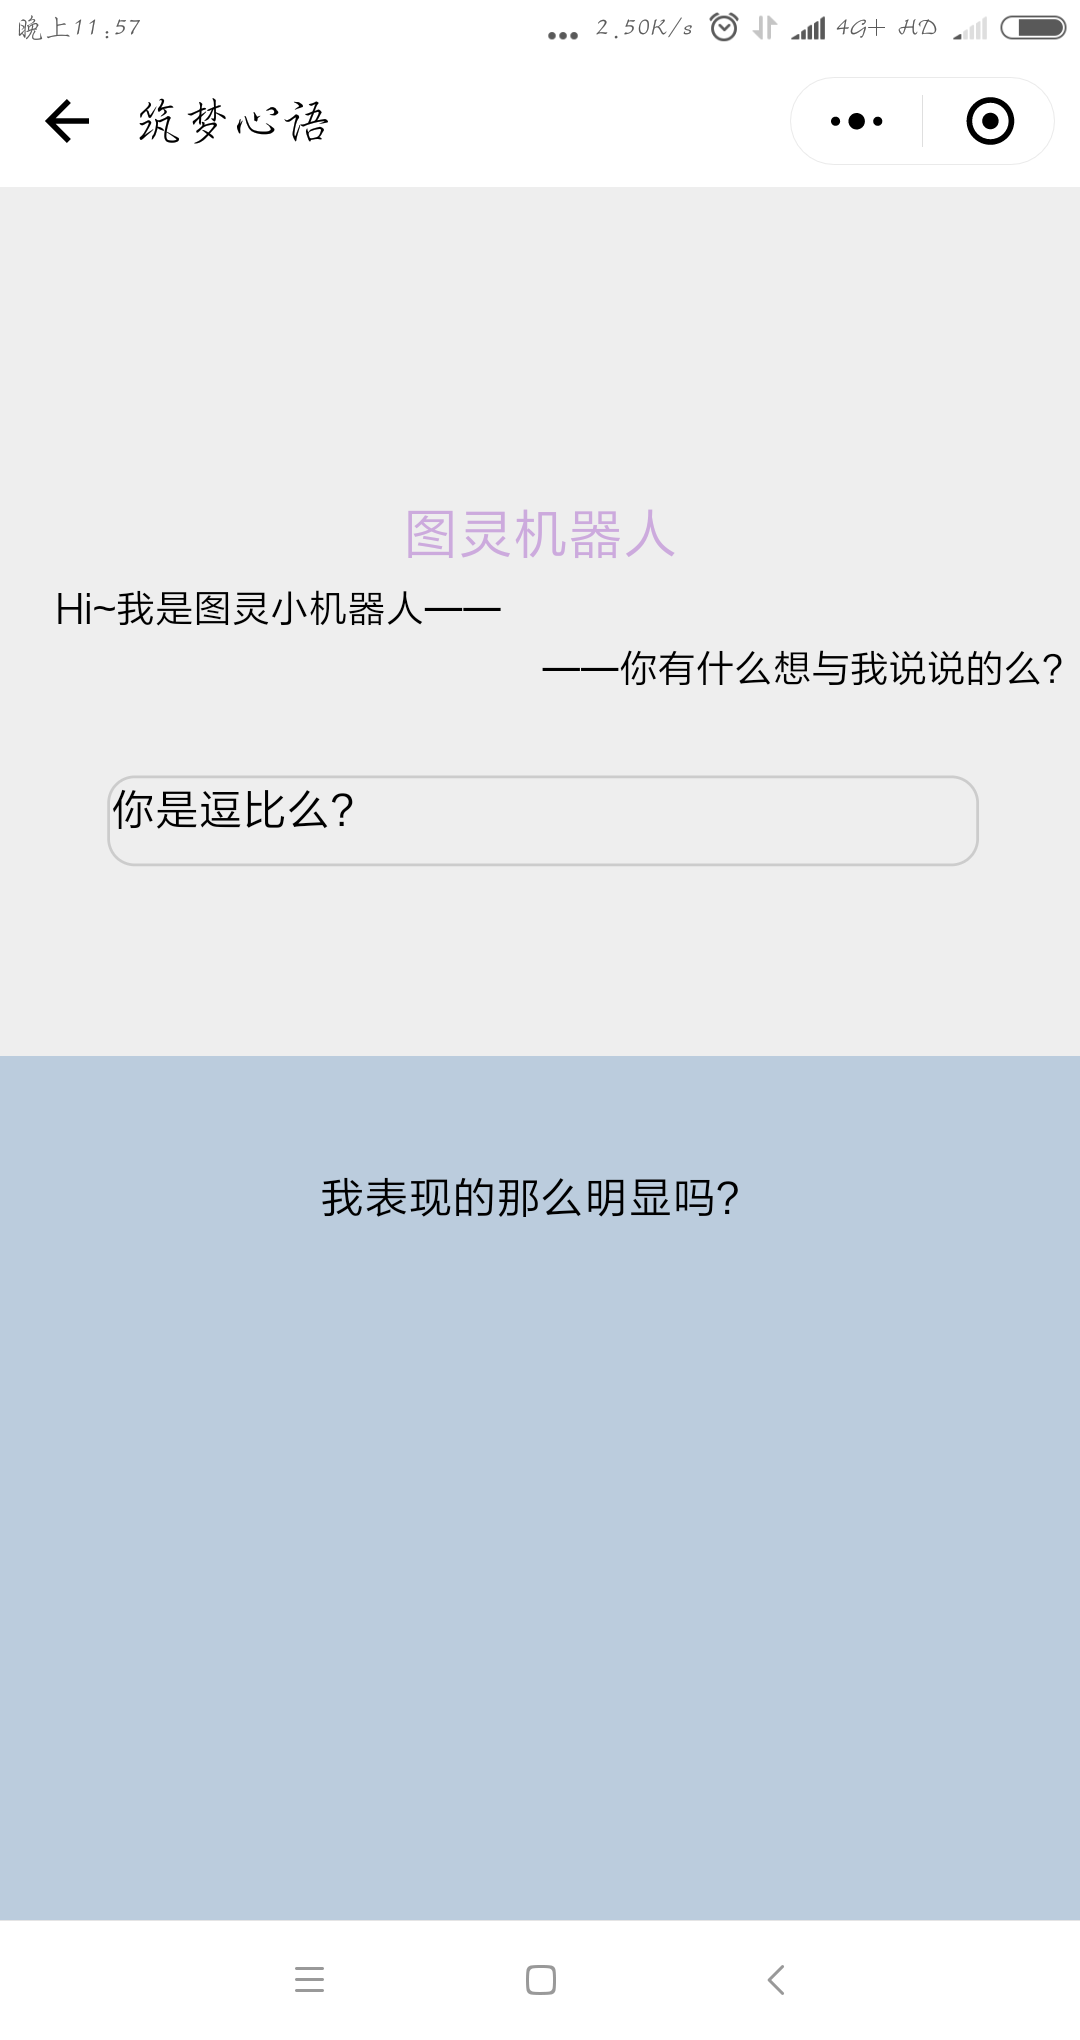 晚上11:57
2.50K/s 4G+ HD
筑梦心语
图灵机器人
Hi~我是图灵小机器人——
——你有什么想与我说说的么?
你是逗比么?
我表现的那么明显吗?